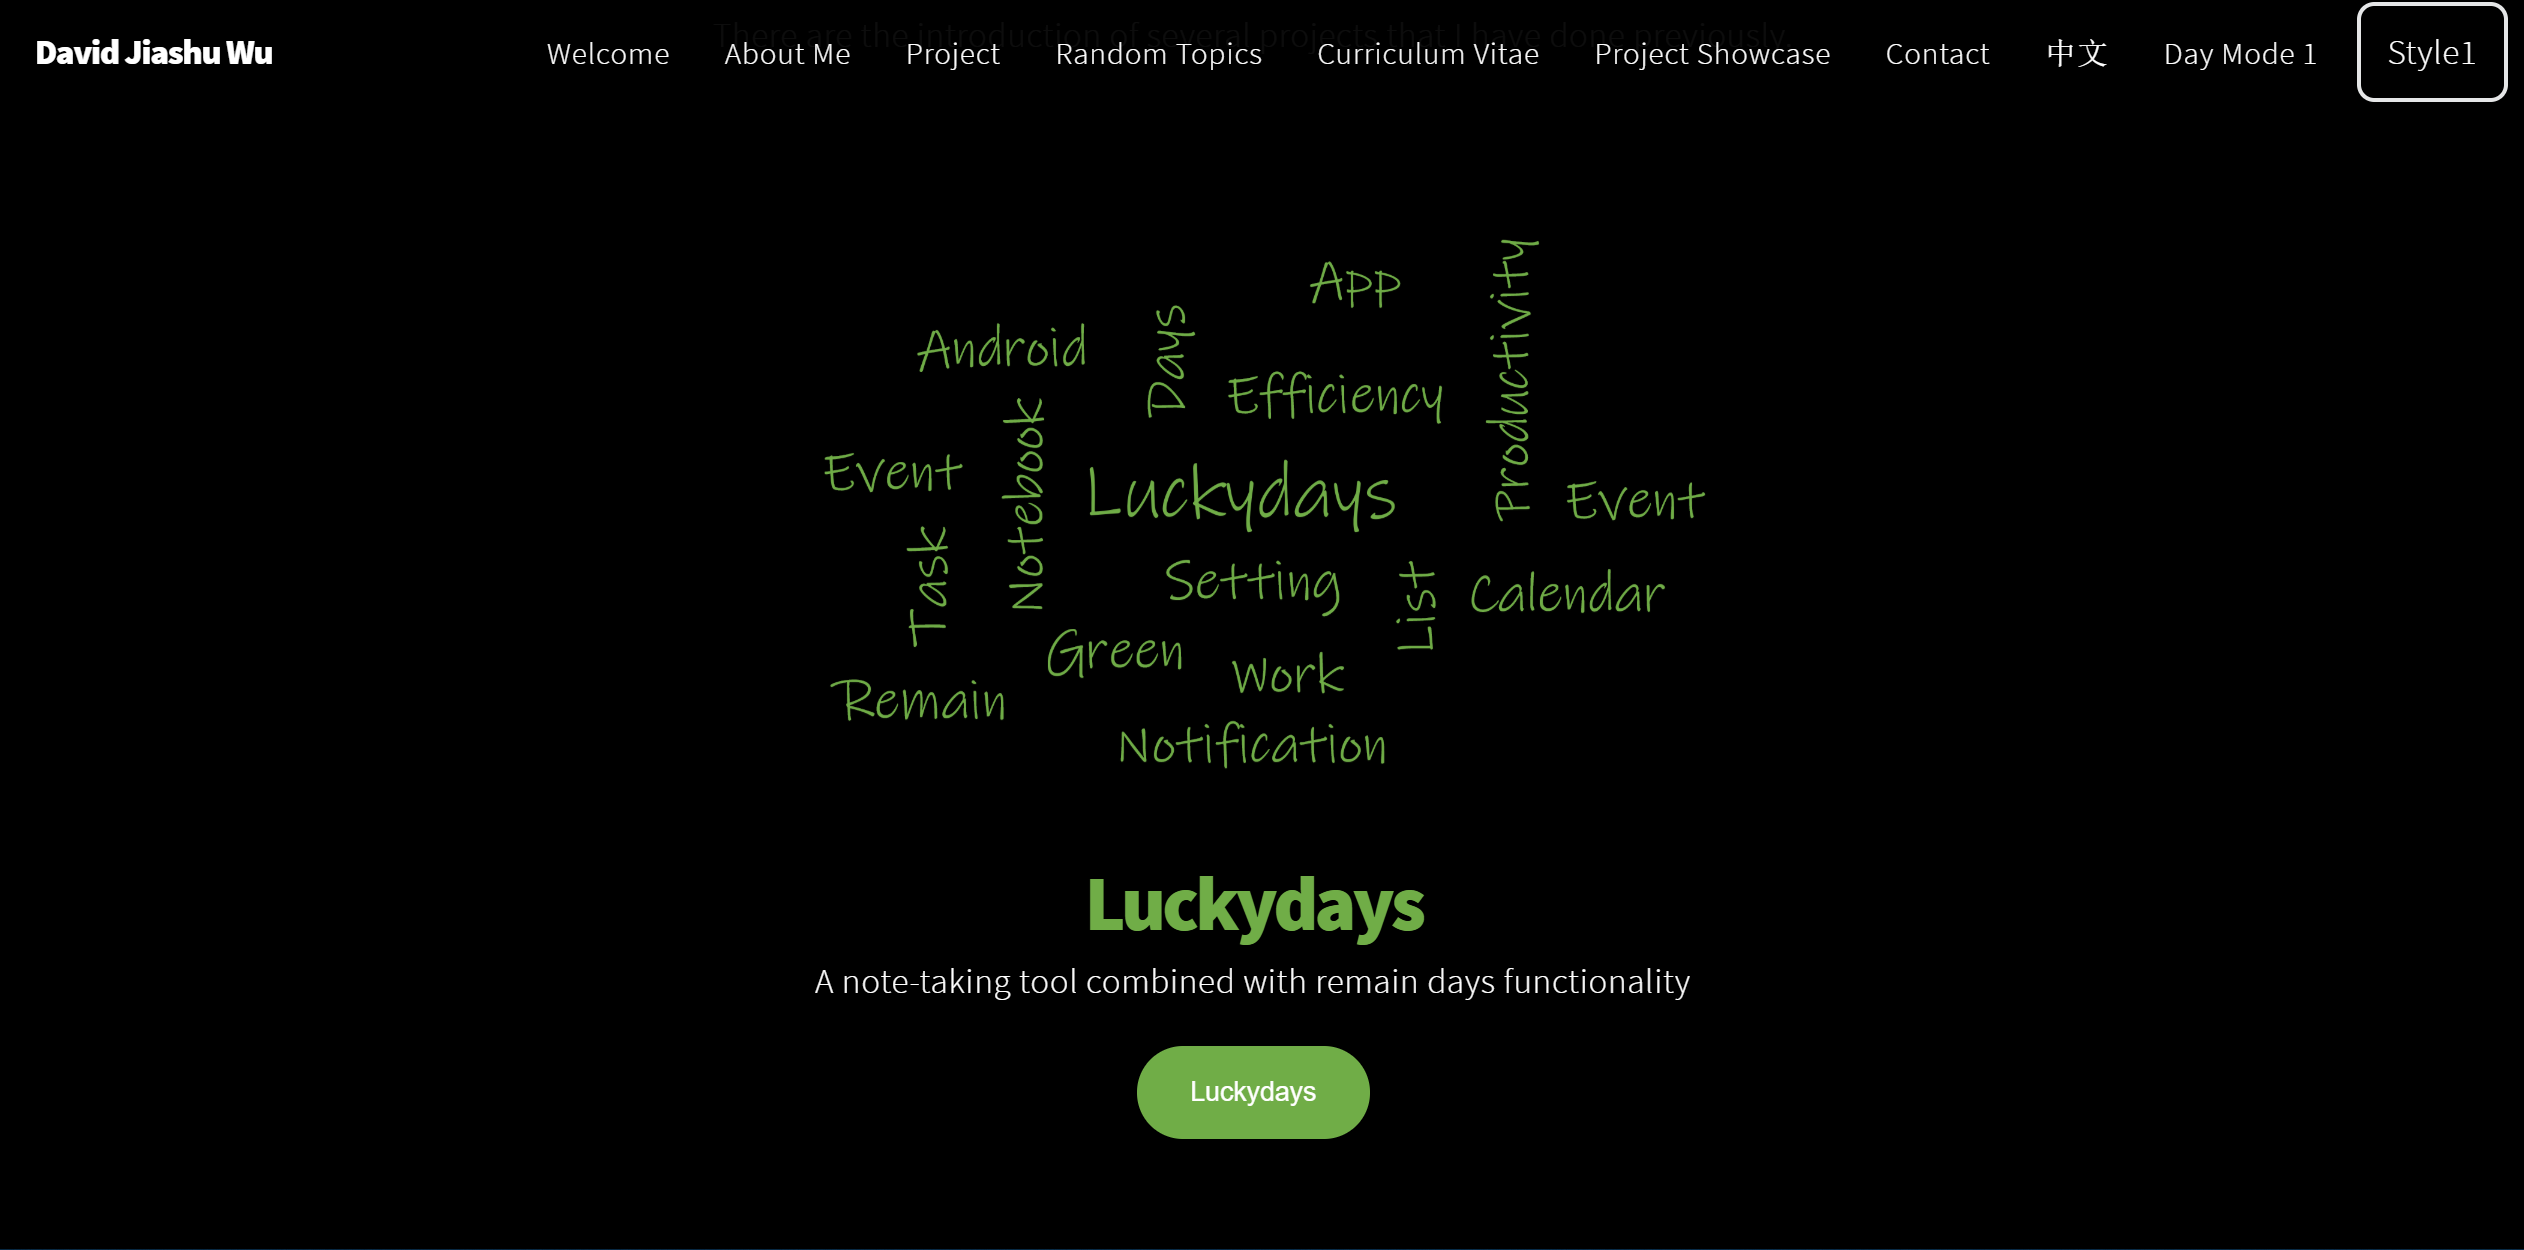 There are the introduction of several projects that I have done previously
David Jiashu Wu
Welcome
About Me
Project
Random Topics
Curriculum Vitae
Project Showcase
Contact
中文
Day Mode 1
Style1
App
Productivity
Android
Days
Efficiency
Notebook
Event
Luckydays
Event
Task
Setting
List
Calendar
Green
Work
Remain
Notification
Luckydays
A note-taking tool combined with remain days functionality
Luckydays